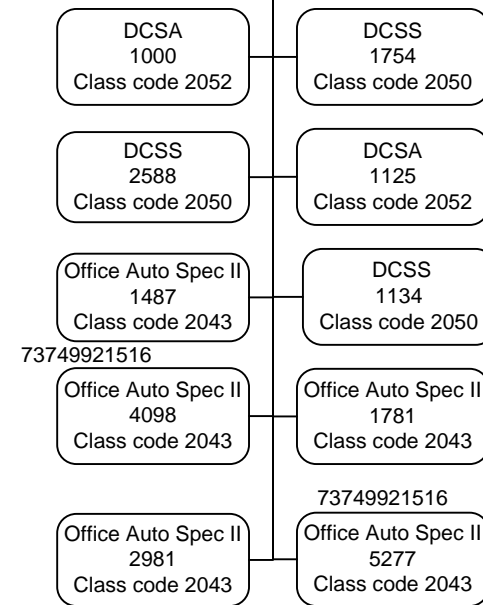 DCSA
1000
Class code 2052
DCSS
1754
Class code 2050
DCSS
2588
Class code 2050
DCSA
1125
Class code 2052
Office Auto Spec II
1487
Class code 2043
DCSS
1134
Class code 2050
73749921516
Office Auto Spec II
4098
Class code 2043
Office Auto Spec II
1781
Class code 2043
Office Auto Spec II
2981
Class code 2043
73749921516
Office Auto Spec II
5277
Class code 2043